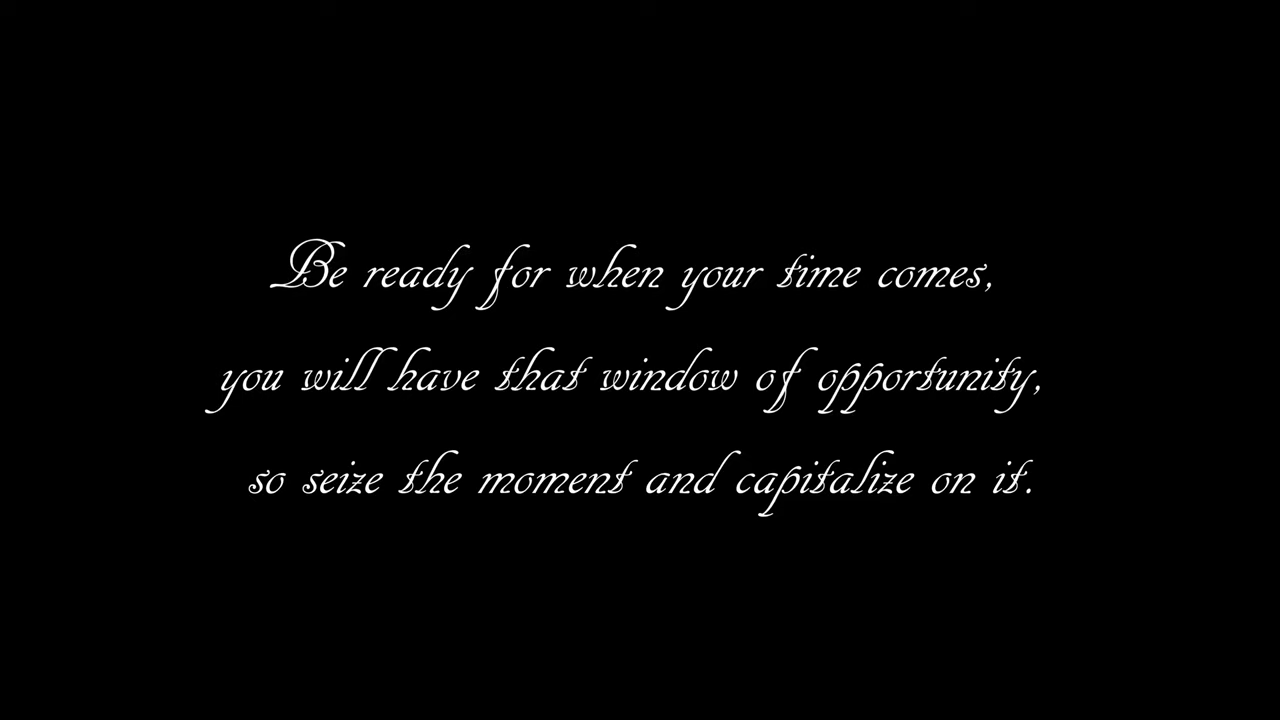 Be ready for when your time comes,
you will have that window of opportunity,
so seize the moment and capitalize on it.